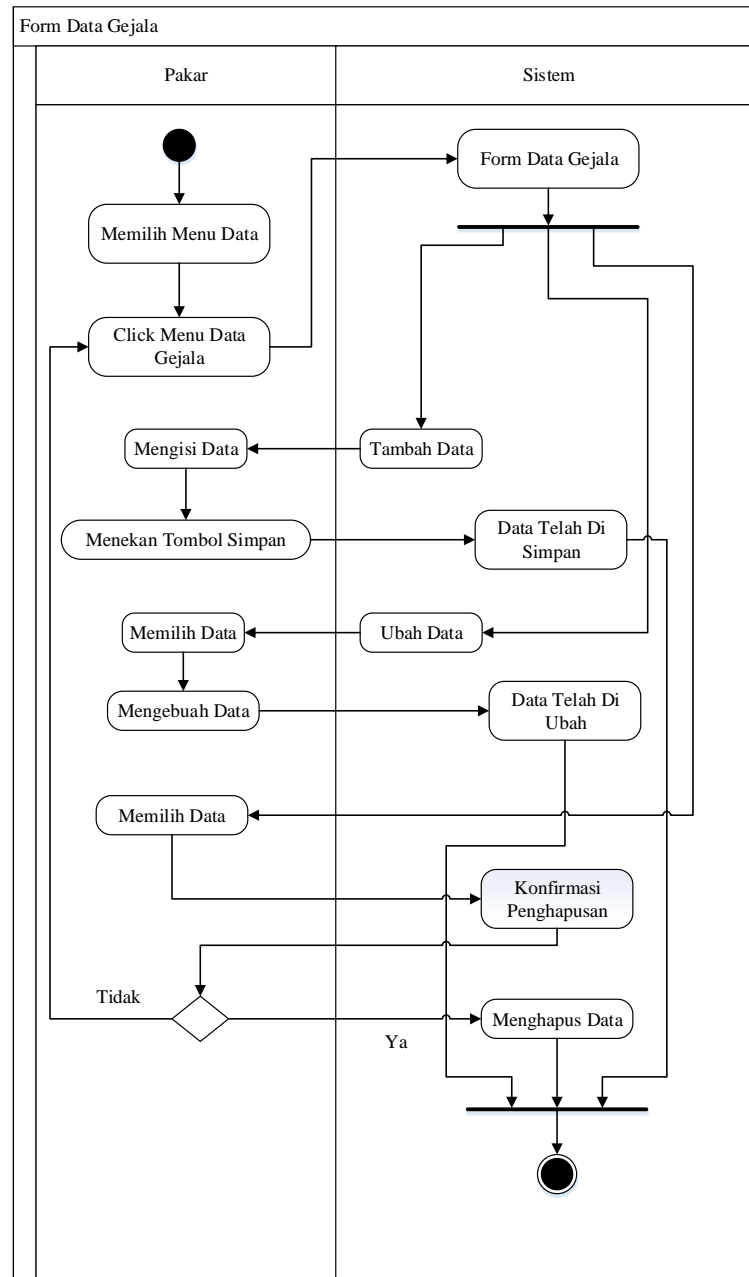 Form Data Gejala
Pakar
Sistem
Form Data Gejala
Memilih Menu Data
Click Menu Data
Gejala
Mengisi Data
Tambah Data
Menekan Tombol Simpan
Data Telah Di
Simpan
Memilih Data
Ubah Data
Mengebuah Data
Data Telah Di
Ubah
Memilih Data
Konfirmasi
Penghapusan
Tidak
Ya
Menghapus Data